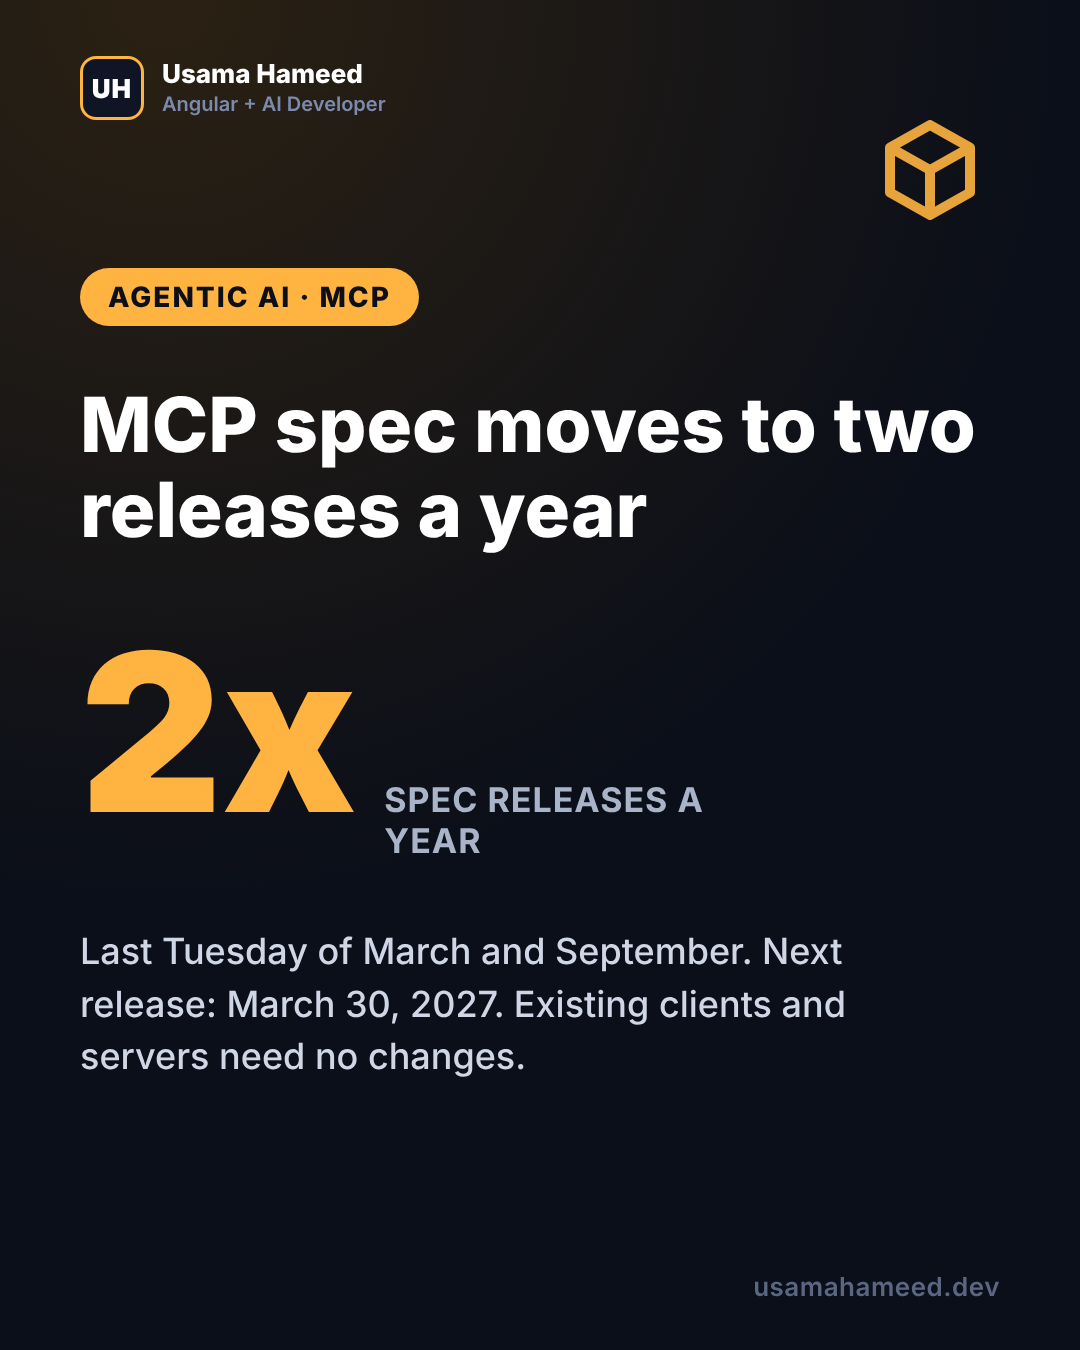 UH
Usama Hameed
Angular + AI Developer
AGENTIC AI · MCP
MCP spec moves to two
releases a year
2x
SPEC RELEASES A
YEAR
Last Tuesday of March and September. Next
release: March 30, 2027. Existing clients and
servers need no changes.
usamahameed.dev